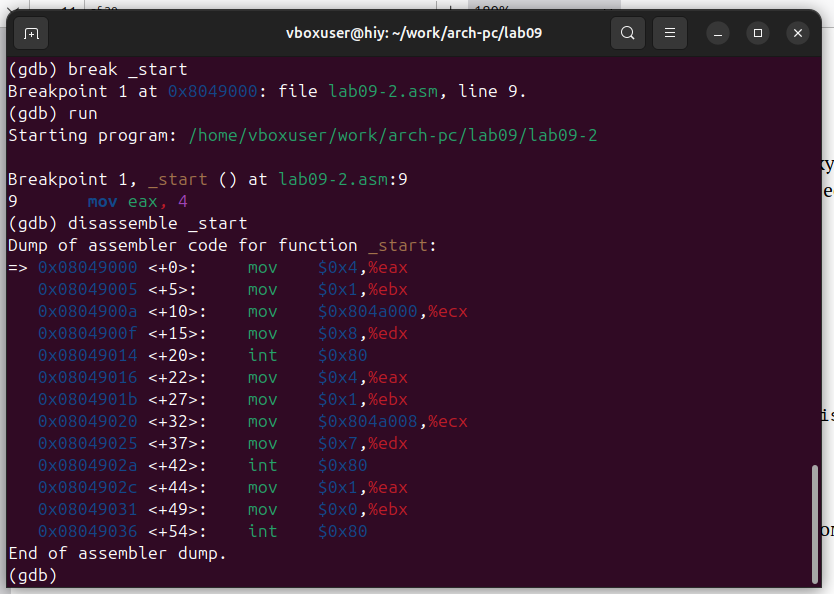 100%
vboxuser@hiy: ~/work/arch-pc/lab09
(gdb) break _start
Breakpoint 1 at 0x8049000: file lab09-2.asm, line 9.
(gdb) run
Starting program: /home/vboxuser/work/arch-pc/lab09/lab09-2
Breakpoint 1, _start () at lab09-2.asm:9
9       mov eax, 4
(gdb) disassemble _start
Dump of assembler code for function _start:
=> 0x08049000 <+0>:     mov    $0x4,%eax
   0x08049005 <+5>:     mov    $0x1,%ebx
   0x0804900a <+10>:    mov    $0x804a000,%ecx
   0x0804900f <+15>:    mov    $0x8,%edx
   0x08049014 <+20>:    int    $0x80
   0x08049016 <+22>:    mov    $0x4,%eax
   0x0804901b <+27>:    mov    $0x1,%ebx
   0x08049020 <+32>:    mov    $0x804a008,%ecx
   0x08049025 <+37>:    mov    $0x7,%edx
   0x0804902a <+42>:    int    $0x80
   0x0804902c <+44>:    mov    $0x1,%eax
   0x08049031 <+49>:    mov    $0x0,%ebx
   0x08049036 <+54>:    int    $0x80
End of assembler dump.
(gdb)